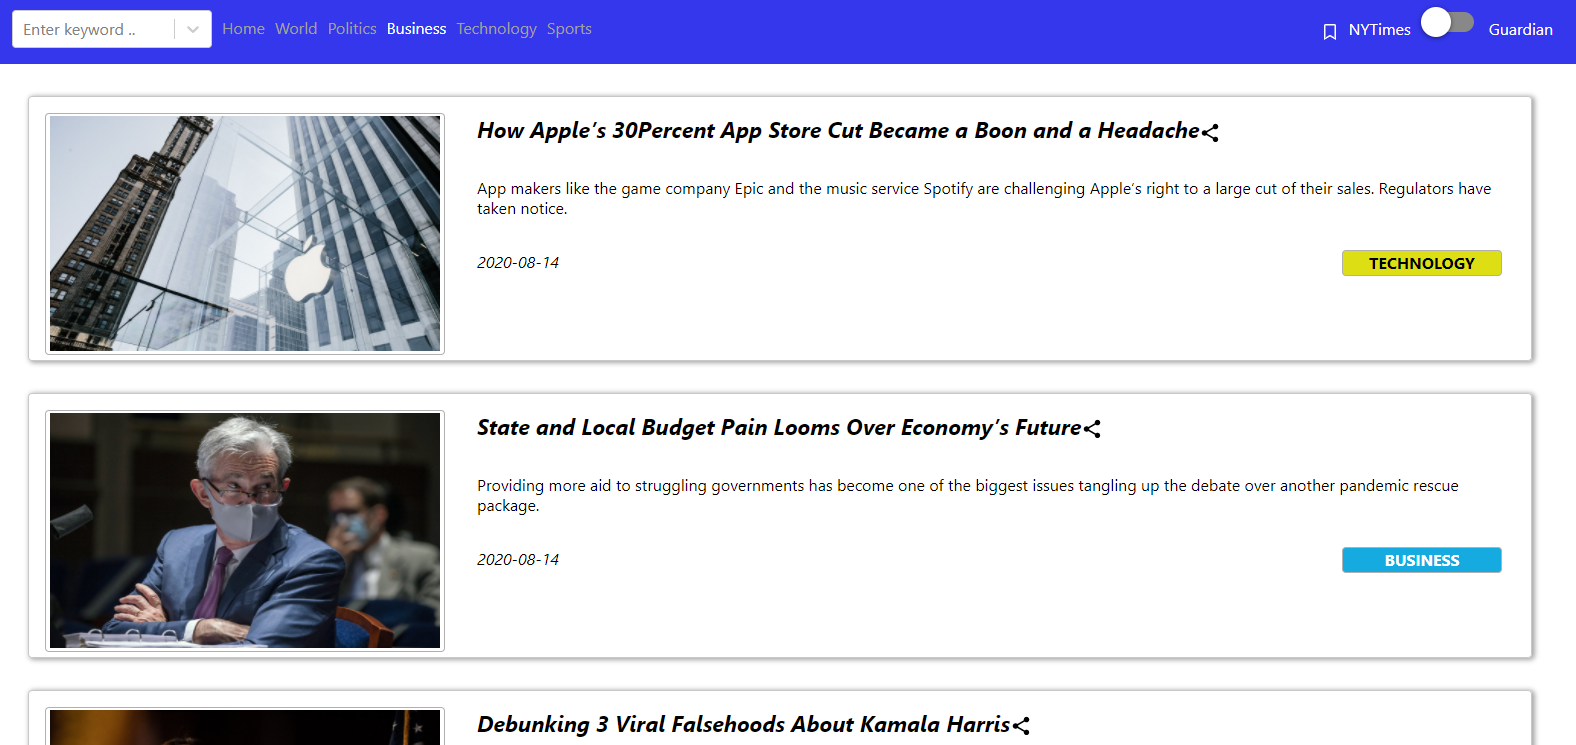 Enter keyword .. Home World Politics Business Technology Sports NYTimes Guardian
How Apple’s 30Percent App Store Cut Became a Boon and a Headache
App makers like the game company Epic and the music service Spotify are challenging Apple’s right to a large cut of their sales. Regulators have
taken notice.
2020-08-14 TECHNOLOGY
State and Local Budget Pain Looms Over Economy’s Future
Providing more aid to struggling governments has become one of the biggest issues tangling up the debate over another pandemic rescue
package.
2020-08-14 BUSINESS
Debunking 3 Viral Falsehoods About Kamala Harris